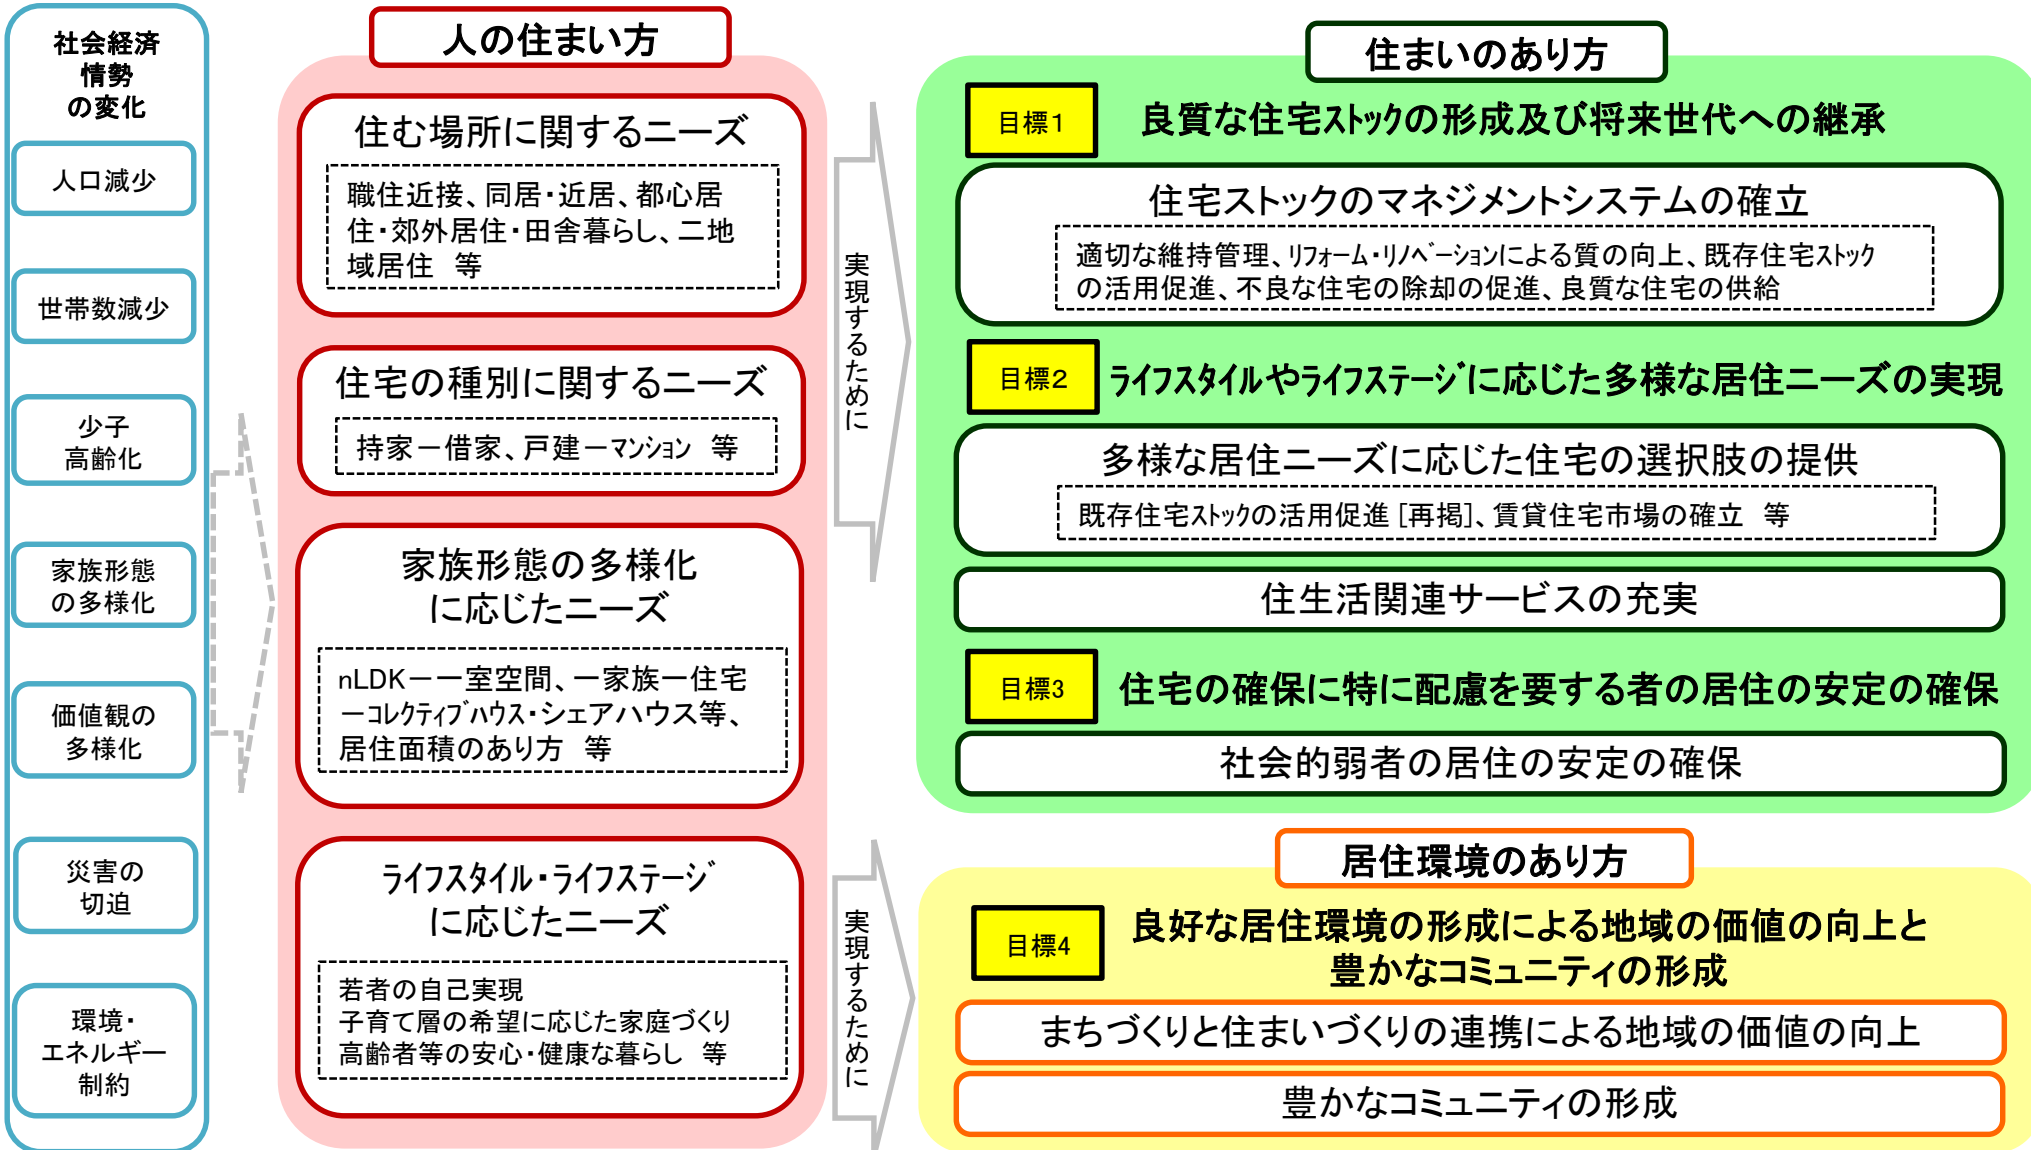 社会経済
情勢
の変化
人口減少
世帯数減少
少子
高齢化
家族形態
の多様化
価値観の
多様化
災害の
切迫
環境・
エネルギー
制約
人の住まい方
住む場所に関するニーズ
職住近接、同居・近居、都心居
住・郊外居住・田舎暮らし、二地
域居住　等
住宅の種別に関するニーズ
持家－借家、戸建－ﾏﾝｼｮﾝ　等
家族形態の多様化
に応じたニーズ
nLDK－一室空間、一家族一住宅
－ｺﾚｸﾃｨﾌﾞﾊｳｽ・シェアハウス等、
居住面積のあり方　等
ﾗｲﾌｽﾀｲﾙ・ﾗｲﾌｽﾃｰｼﾞ
に応じたニーズ
若者の自己実現
子育て層の希望に応じた家庭づくり
高齢者等の安心・健康な暮らし　等
実現するために
実現するために
住まいのあり方
目標1
良質な住宅ｽﾄｯｸの形成及び将来世代への継承
住宅ストックのマネジメントシステムの確立
適切な維持管理、ﾘﾌｫｰﾑ・ﾘﾉﾍﾞｰｼｮﾝによる質の向上、既存住宅ｽﾄｯｸ
の活用促進、不良な住宅の除却の促進、良質な住宅の供給
目標2
ﾗｲﾌｽﾀｲﾙやﾗｲﾌｽﾃｰｼﾞに応じた多様な居住ニーズの実現
多様な居住ニーズに応じた住宅の選択肢の提供
既存住宅ｽﾄｯｸの活用促進［再掲］、賃貸住宅市場の確立　等
住生活関連サービスの充実
目標3
住宅の確保に特に配慮を要する者の居住の安定の確保
社会的弱者の居住の安定の確保
居住環境のあり方
目標4
良好な居住環境の形成による地域の価値の向上と
豊かなコミュニティの形成
まちづくりと住まいづくりの連携による地域の価値の向上
豊かなコミュニティの形成